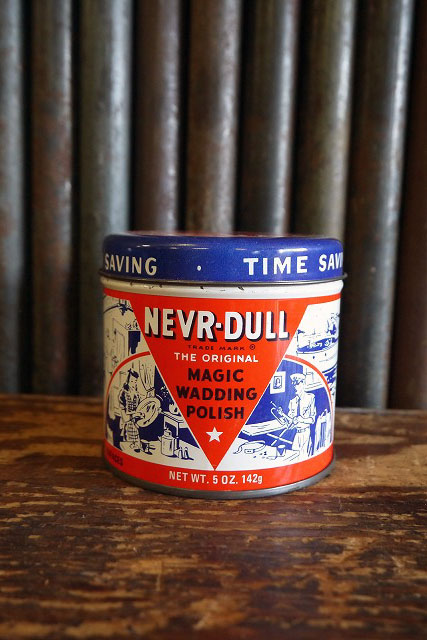 SAVING · TIME SAV
NEVR-DULL
TRADE MARK ®
THE ORIGINAL
MAGIC
WADDING
POLISH
NET WT. 5 OZ. 142g